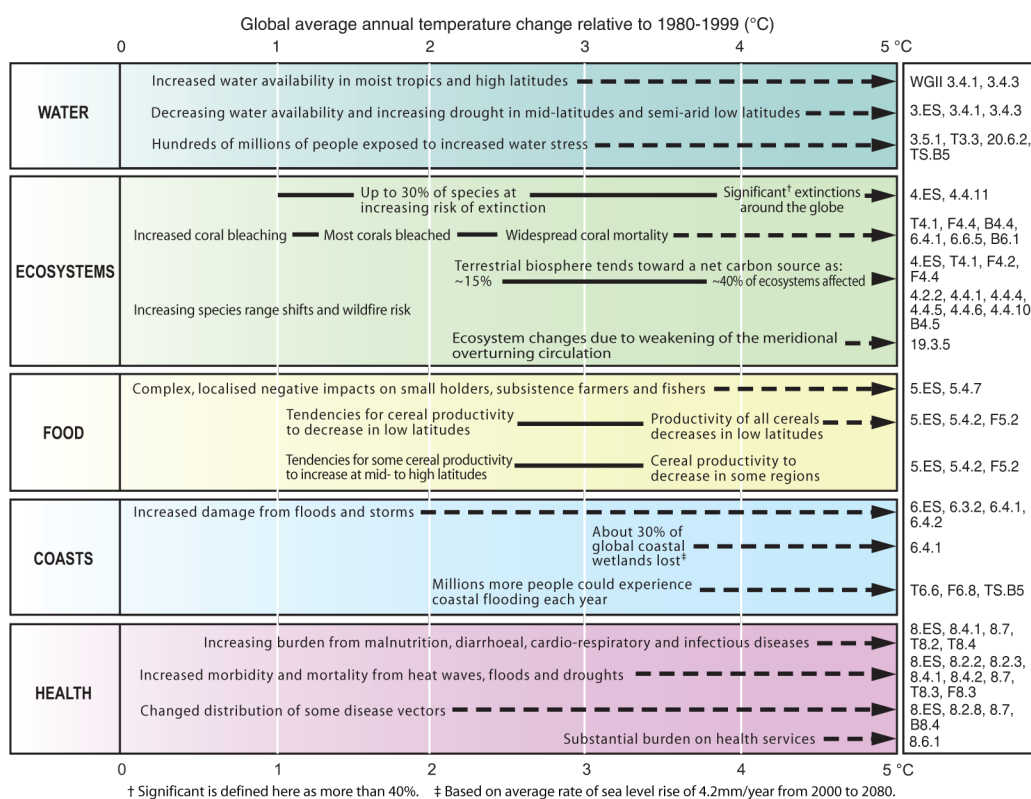 Global average annual temperature change relative to 1980-1999 (°C)
0 1 2 3 4 5 °C
WATER
Increased water availability in moist tropics and high latitudes
WGII 3.4.1, 3.4.3
Decreasing water availability and increasing drought in mid-latitudes and semi-arid low latitudes
3.ES, 3.4.1, 3.4.3
Hundreds of millions of people exposed to increased water stress
3.5.1, T3.3, 20.6.2,
TS.B5
ECOSYSTEMS
Up to 30% of species at
increasing risk of extinction
Significant† extinctions
around the globe
4.ES, 4.4.11
Increased coral bleaching
Most corals bleached
Widespread coral mortality
T4.1, F4.4, B4.4,
6.4.1, 6.6.5, B6.1
Terrestrial biosphere tends toward a net carbon source as:
~15%
~40% of ecosystems affected
4.ES, T4.1, F4.2,
F4.4
Increasing species range shifts and wildfire risk
4.2.2, 4.4.1, 4.4.4,
4.4.5, 4.4.6, 4.4.10,
B4.5
Ecosystem changes due to weakening of the meridional
overturning circulation
19.3.5
FOOD
Complex, localised negative impacts on small holders, subsistence farmers and fishers
5.ES, 5.4.7
Tendencies for cereal productivity
to decrease in low latitudes
Productivity of all cereals
decreases in low latitudes
5.ES, 5.4.2, F5.2
Tendencies for some cereal productivity
to increase at mid- to high latitudes
Cereal productivity to
decrease in some regions
5.ES, 5.4.2, F5.2
COASTS
Increased damage from floods and storms
6.ES, 6.3.2, 6.4.1,
6.4.2
About 30% of
global coastal
wetlands lost‡
6.4.1
Millions more people could experience
coastal flooding each year
T6.6, F6.8, TS.B5
HEALTH
Increasing burden from malnutrition, diarrhoeal, cardio-respiratory and infectious diseases
8.ES, 8.4.1, 8.7,
T8.2, T8.4
Increased morbidity and mortality from heat waves, floods and droughts
8.ES, 8.2.2, 8.2.3,
8.4.1, 8.4.2, 8.7,
T8.3, F8.3
Changed distribution of some disease vectors
8.ES, 8.2.8, 8.7,
B8.4
Substantial burden on health services
8.6.1
0 1 2 3 4 5 °C
† Significant is defined here as more than 40%. ‡ Based on average rate of sea level rise of 4.2mm/year from 2000 to 2080.